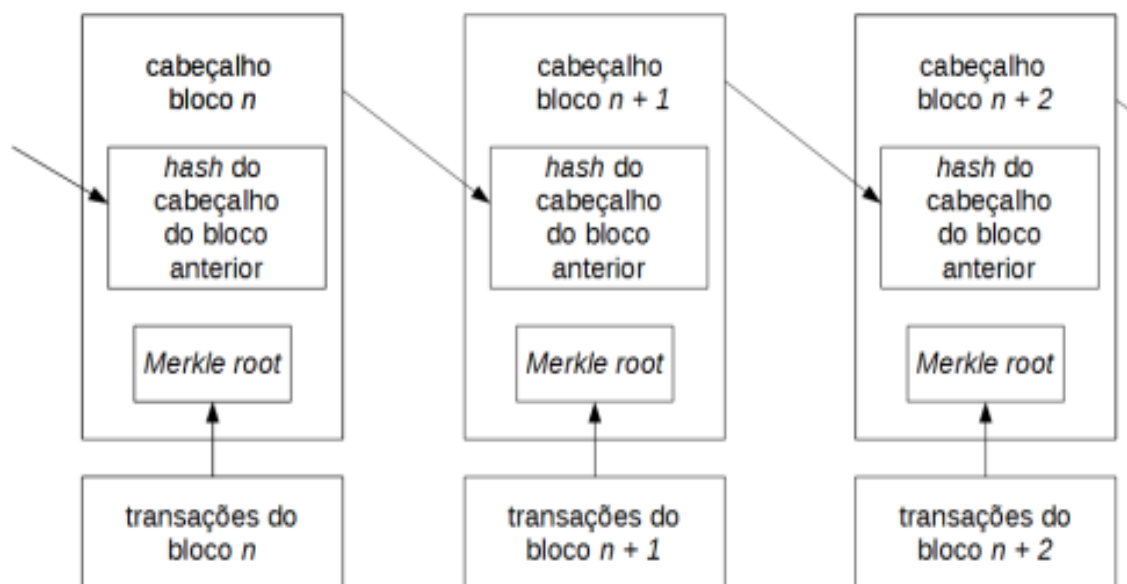 cabeçalho
bloco n
hash do
cabeçalho
do bloco
anterior
Merkle root
transações do
bloco n
cabeçalho
bloco n + 1
hash do
cabeçalho
do bloco
anterior
Merkle root
transações do
bloco n + 1
cabeçalho
bloco n + 2
hash do
cabeçalho
do bloco
anterior
Merkle root
transações do
bloco n + 2